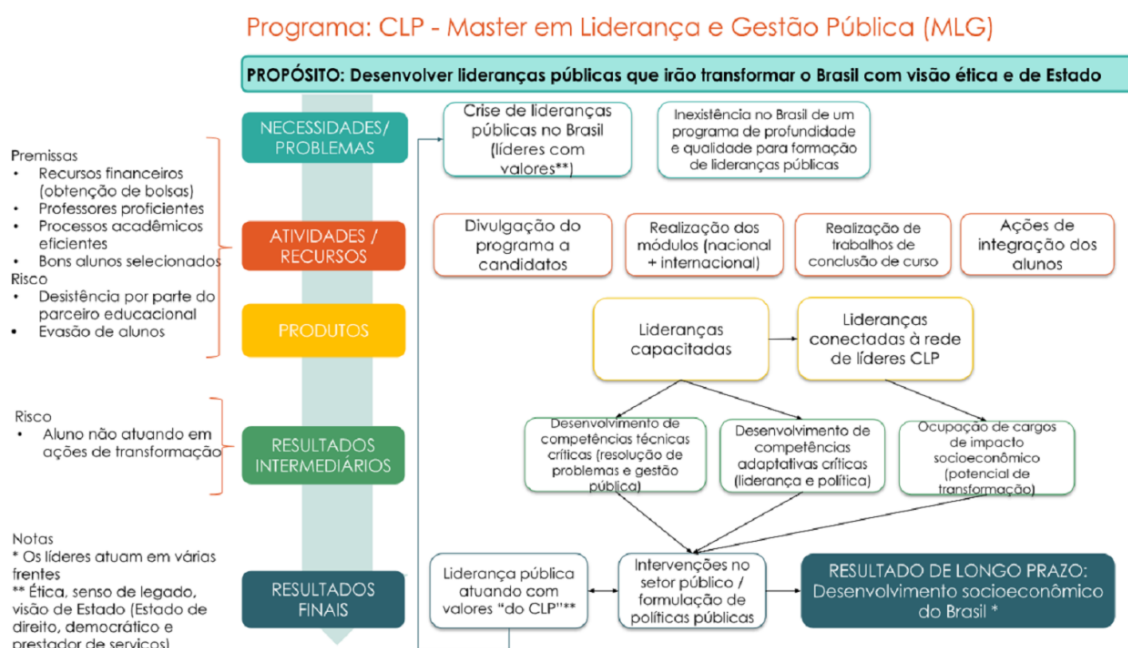 Programa: CLP - Master em Liderança e Gestão Pública (MLG)
PROPÓSITO: Desenvolver lideranças públicas que irão transformar o Brasil com visão ética e de Estado
NECESSIDADES/
PROBLEMAS
Crise de lideranças
públicas no Brasil
(líderes com
valores**)
Inexistência no Brasil de um
programa de profundidade
e qualidade para formação
de lideranças públicas
Premissas
• Recursos financeiros
(obtenção de bolsas)
• Professores proficientes
• Processos acadêmicos
eficientes
• Bons alunos selecionados
Risco
• Desistência por parte do
parceiro educacional
• Evasão de alunos
ATIVIDADES /
RECURSOS
Divulgação do
programa a
candidatos
Realização dos
módulos (nacional
+ internacional)
Realização de
trabalhos de
conclusão de curso
Ações de
integração dos
alunos
PRODUTOS
Lideranças
capacitadas
Lideranças
conectadas à rede
de líderes CLP
Risco
• Aluno não atuando em
ações de transformação
RESULTADOS
INTERMEDIÁRIOS
Desenvolvimento de
competências técnicas
críticas (resolução de
problemas e gestão
pública)
Desenvolvimento de
competências
adaptativas críticas
(liderança e política)
Ocupação de cargos
de impacto
socioeconômico
(potencial de
transformação)
Notas
* Os líderes atuam em várias
frentes
** Ética, senso de legado,
visão de Estado (Estado de
direito, democrático e
prestador de serviços)
RESULTADOS
FINAIS
Liderança pública
atuando com
valores "do CLP"**
Intervenções no
setor público /
formulação de
políticas públicas
RESULTADO DE LONGO PRAZO:
Desenvolvimento socioeconômico
do Brasil *